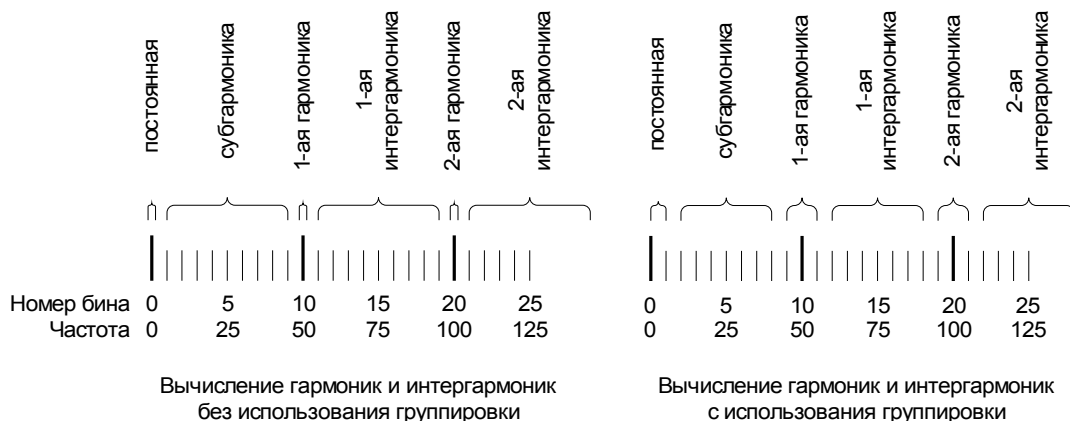 постоянная
субгармоника
1-ая гармоника
1-ая
интергармоника
2-ая гармоника
2-ая
интергармоника
Номер бина 0 5 10 15 20 25
Частота 0 25 50 75 100 125
Вычисление гармоник и интергармоник
без использования группировки
постоянная
субгармоника
1-ая гармоника
1-ая
интергармоника
2-ая гармоника
2-ая
интергармоника
0 5 10 15 20 25
0 25 50 75 100 125
Вычисление гармоник и интергармоник
с использования группировки